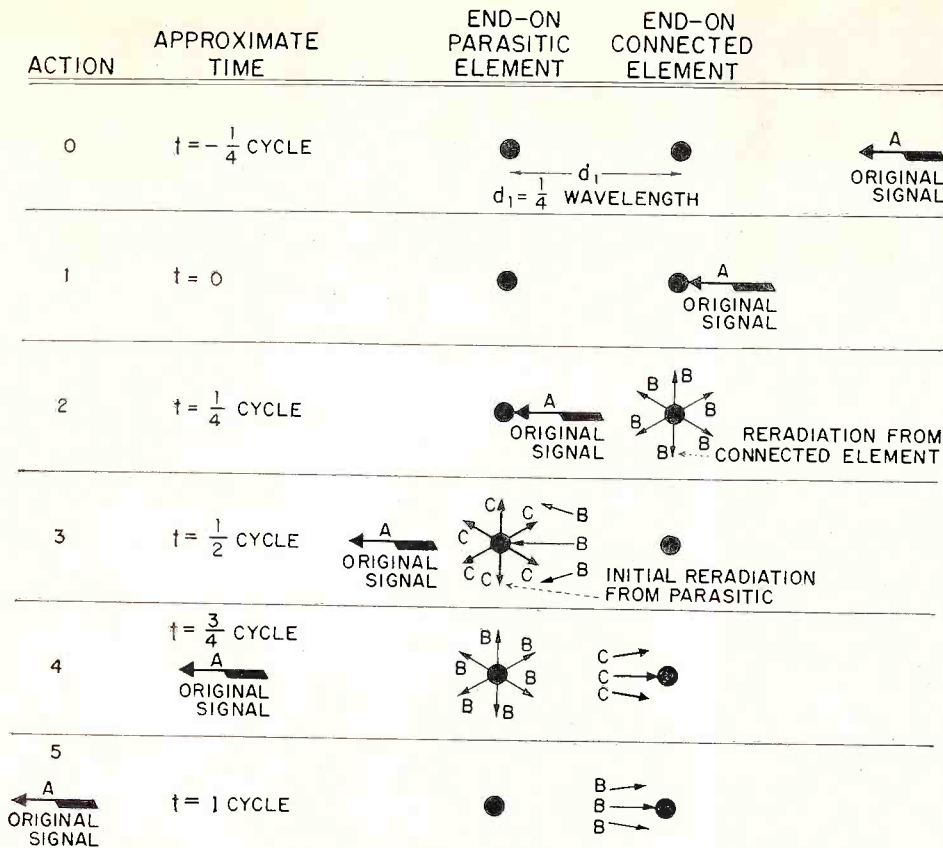 ACTION
APPROXIMATE
TIME
END-ON
PARASITIC
ELEMENT
END-ON
CONNECTED
ELEMENT
0
t = - 1/4 CYCLE
d1
d1 = 1/4 WAVELENGTH
A
ORIGINAL
SIGNAL
1
t = 0
A
ORIGINAL
SIGNAL
2
t = 1/4 CYCLE
A
ORIGINAL
SIGNAL
B B
B B
B B
RERADIATION FROM
CONNECTED ELEMENT
3
t = 1/2 CYCLE
A
ORIGINAL
SIGNAL
C C
C C
C C
B
B
B
INITIAL RERADIATION
FROM PARASITIC
4
t = 3/4 CYCLE
A
ORIGINAL
SIGNAL
B B
B B
B B
C
C
C
5
A
ORIGINAL
SIGNAL
t = 1 CYCLE
B
B
B